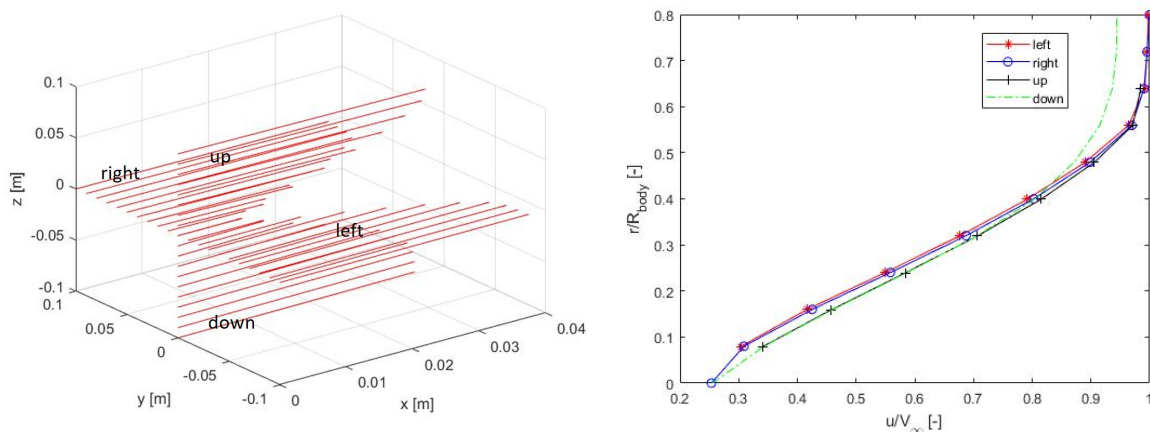 0.1
0.05
0
-0.05
-0.1
z [m]
right
up
left
down
0.1
0.05
0
-0.05
-0.1
y [m]
0
0.01
0.02
0.03
0.04
x [m]
0.8
0.7
0.6
0.5
0.4
0.3
0.2
0.1
0
r/R_body [-]
left
right
up
down
0.2
0.3
0.4
0.5
0.6
0.7
0.8
0.9
1
u/V_∞ [-]